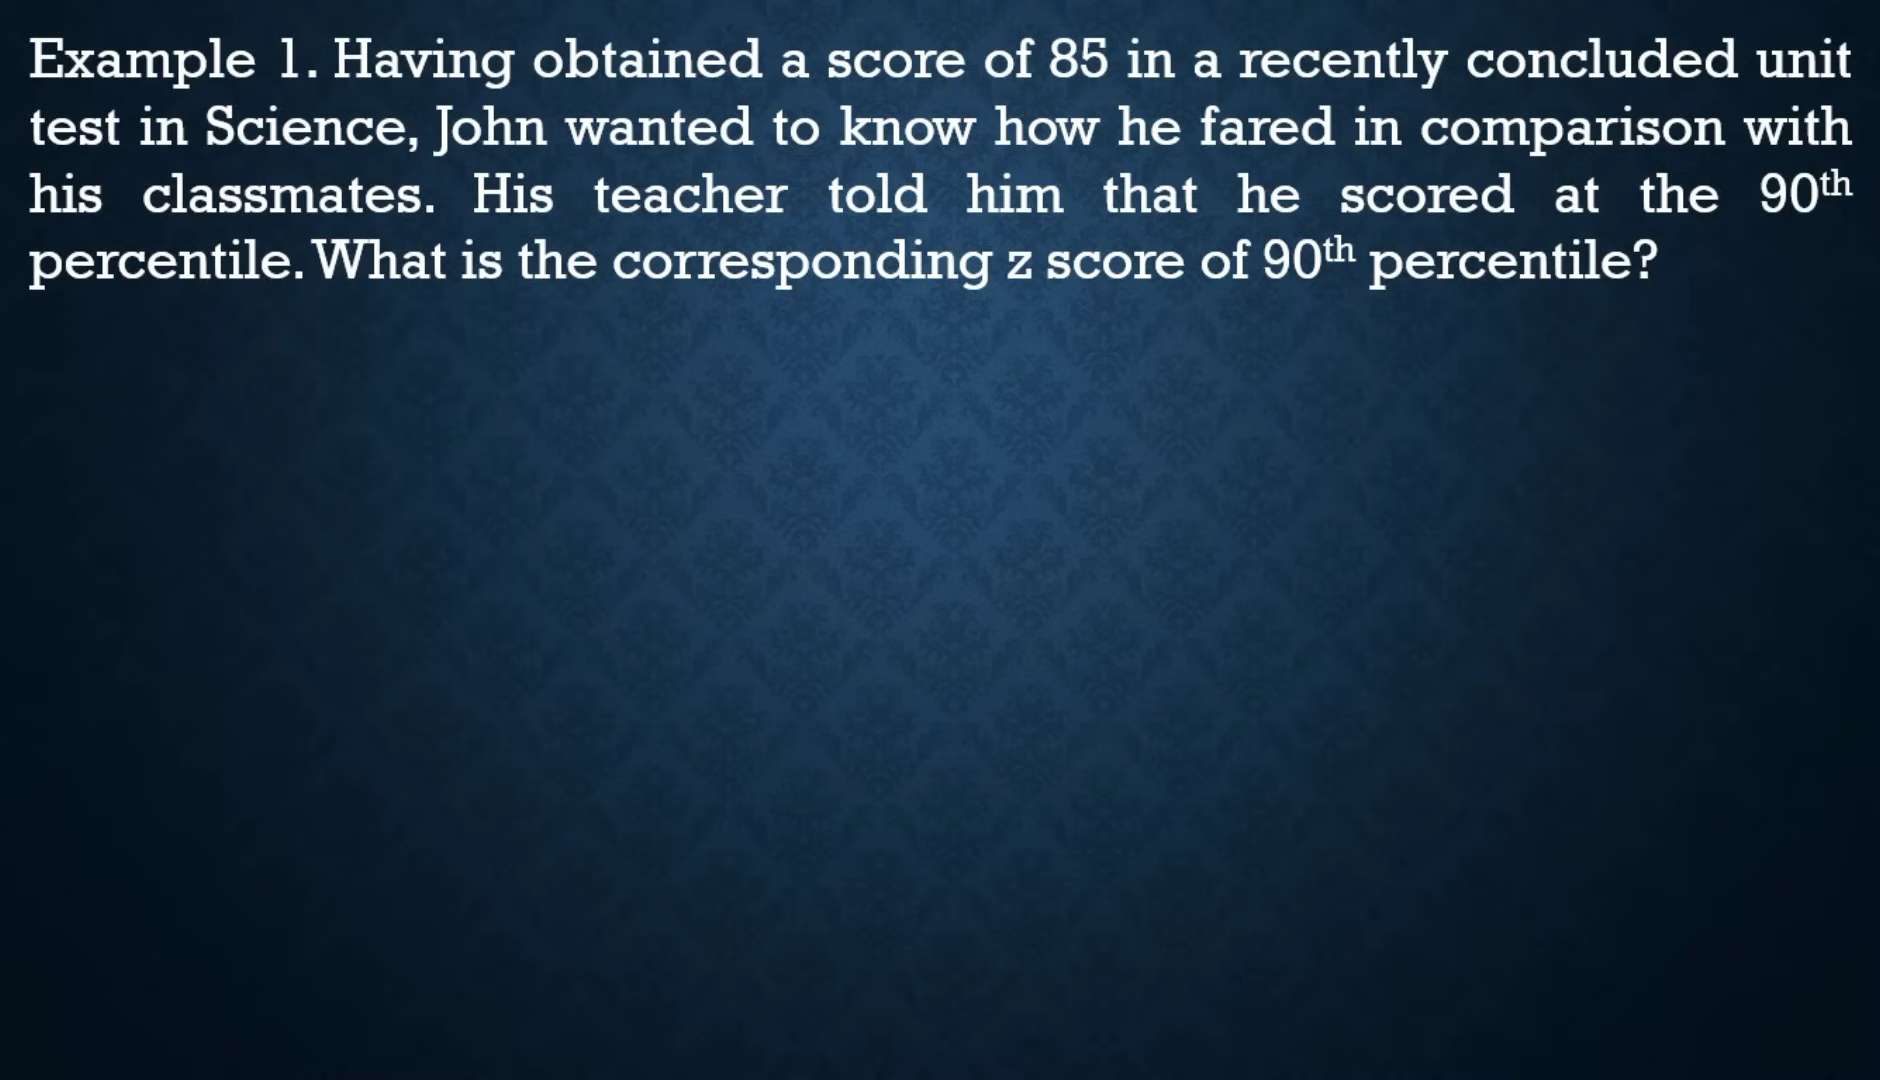 Example 1. Having obtained a score of 85 in a recently concluded unit
test in Science, John wanted to know how he fared in comparison with
his classmates. His teacher told him that he scored at the 90th
percentile. What is the corresponding z score of 90th percentile?